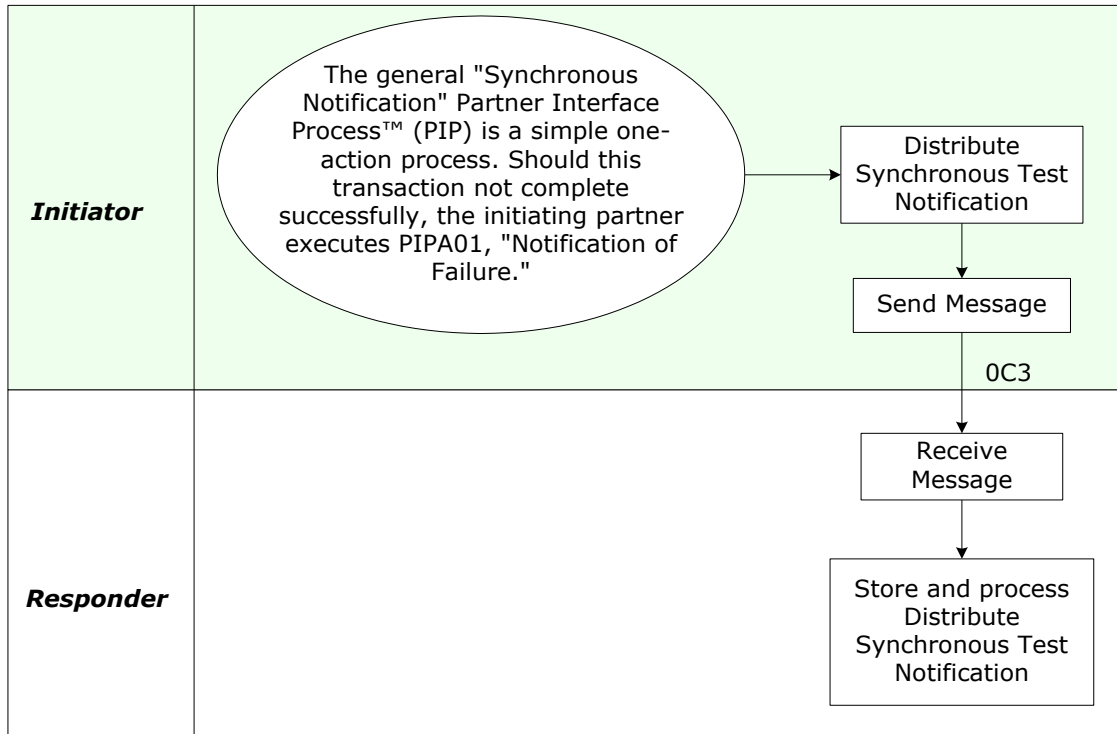 Initiator
The general "Synchronous
Notification" Partner Interface
Process™ (PIP) is a simple one-
action process. Should this
transaction not complete
successfully, the initiating partner
executes PIPA01, "Notification of
Failure."
Distribute
Synchronous Test
Notification
Send Message
0C3
Responder
Receive
Message
Store and process
Distribute
Synchronous Test
Notification